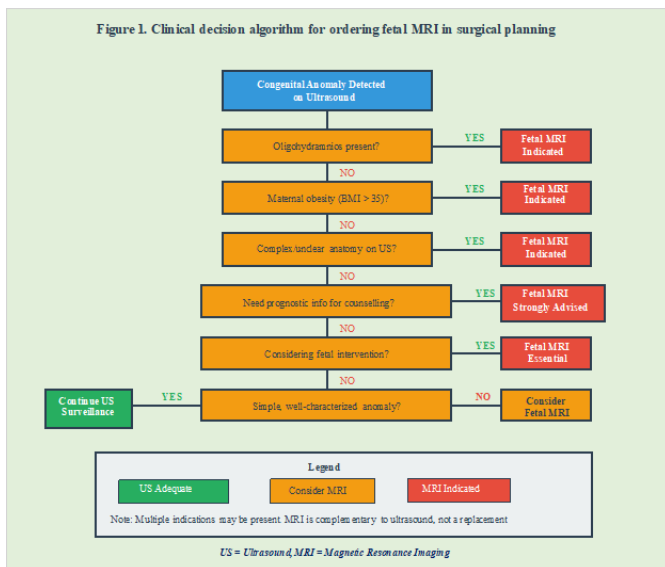 Figure 1. Clinical decision algorithm for ordering fetal MRI in surgical planning
Congenital Anomaly Detected
on Ultrasound
Oligohydramnios present?
YES
Fetal MRI
Indicated
NO
Maternal obesity (BMI > 35)?
YES
Fetal MRI
Indicated
NO
Complex/unclear anatomy on US?
YES
Fetal MRI
Indicated
NO
Need prognostic info for counselling?
YES
Fetal MRI
Strongly Advised
NO
Considering fetal intervention?
YES
Fetal MRI
Essential
NO
Continue US
Surveillance
YES
Simple, well-characterized anomaly?
NO
Consider
Fetal MRI
Legend
US Adequate
Consider MRI
MRI Indicated
Note: Multiple indications may be present MRI is complementary to ultrasound, not a replacement
US = Ultrasound, MRI = Magnetic Resonance Imaging